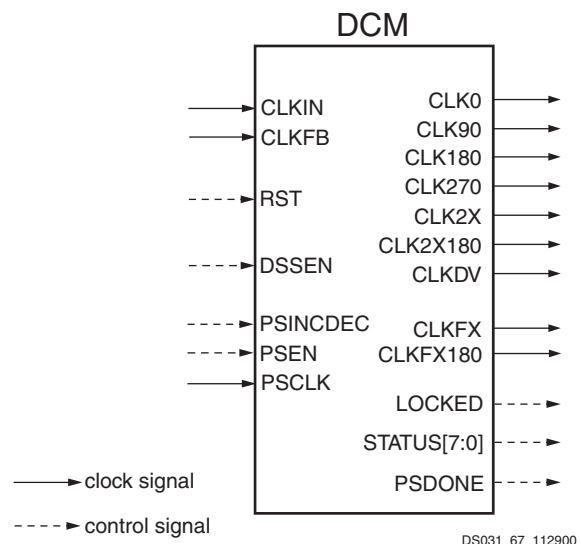 DCM
CLKIN
CLKFB
RST
DSSEN
PSINCDEC
PSEN
PSCLK
CLK0
CLK90
CLK180
CLK270
CLK2X
CLK2X180
CLKDV
CLKFX
CLKFX180
LOCKED
STATUS[7:0]
PSDONE
clock signal
control signal
DS031_67_112900